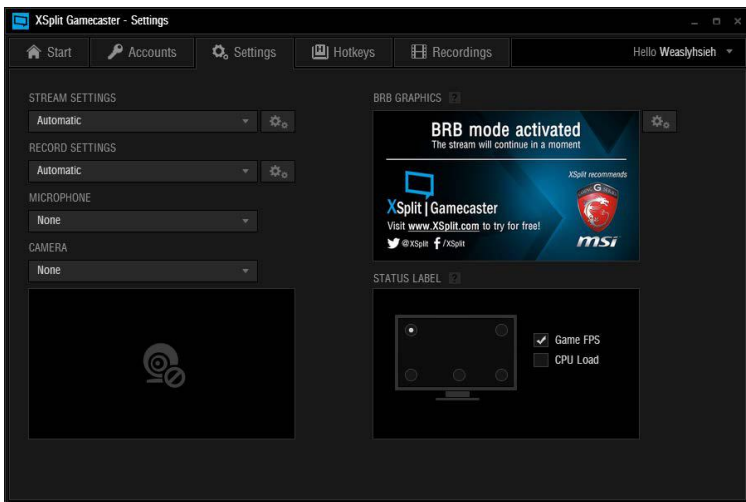 XSplit Gamecaster - Settings
Start
Accounts
Settings
Hotkeys
Recordings
Hello Weaslyhsieh
STREAM SETTINGS
Automatic
RECORD SETTINGS
Automatic
MICROPHONE
None
CAMERA
None
BRB GRAPHICS ?
BRB mode activated
The stream will continue in a moment
XSplit recommends
XSplit | Gamecaster
Visit www.XSplit.com to try for free!
@XSplit f /XSplit
msi
STATUS LABEL ?
Game FPS
CPU Load